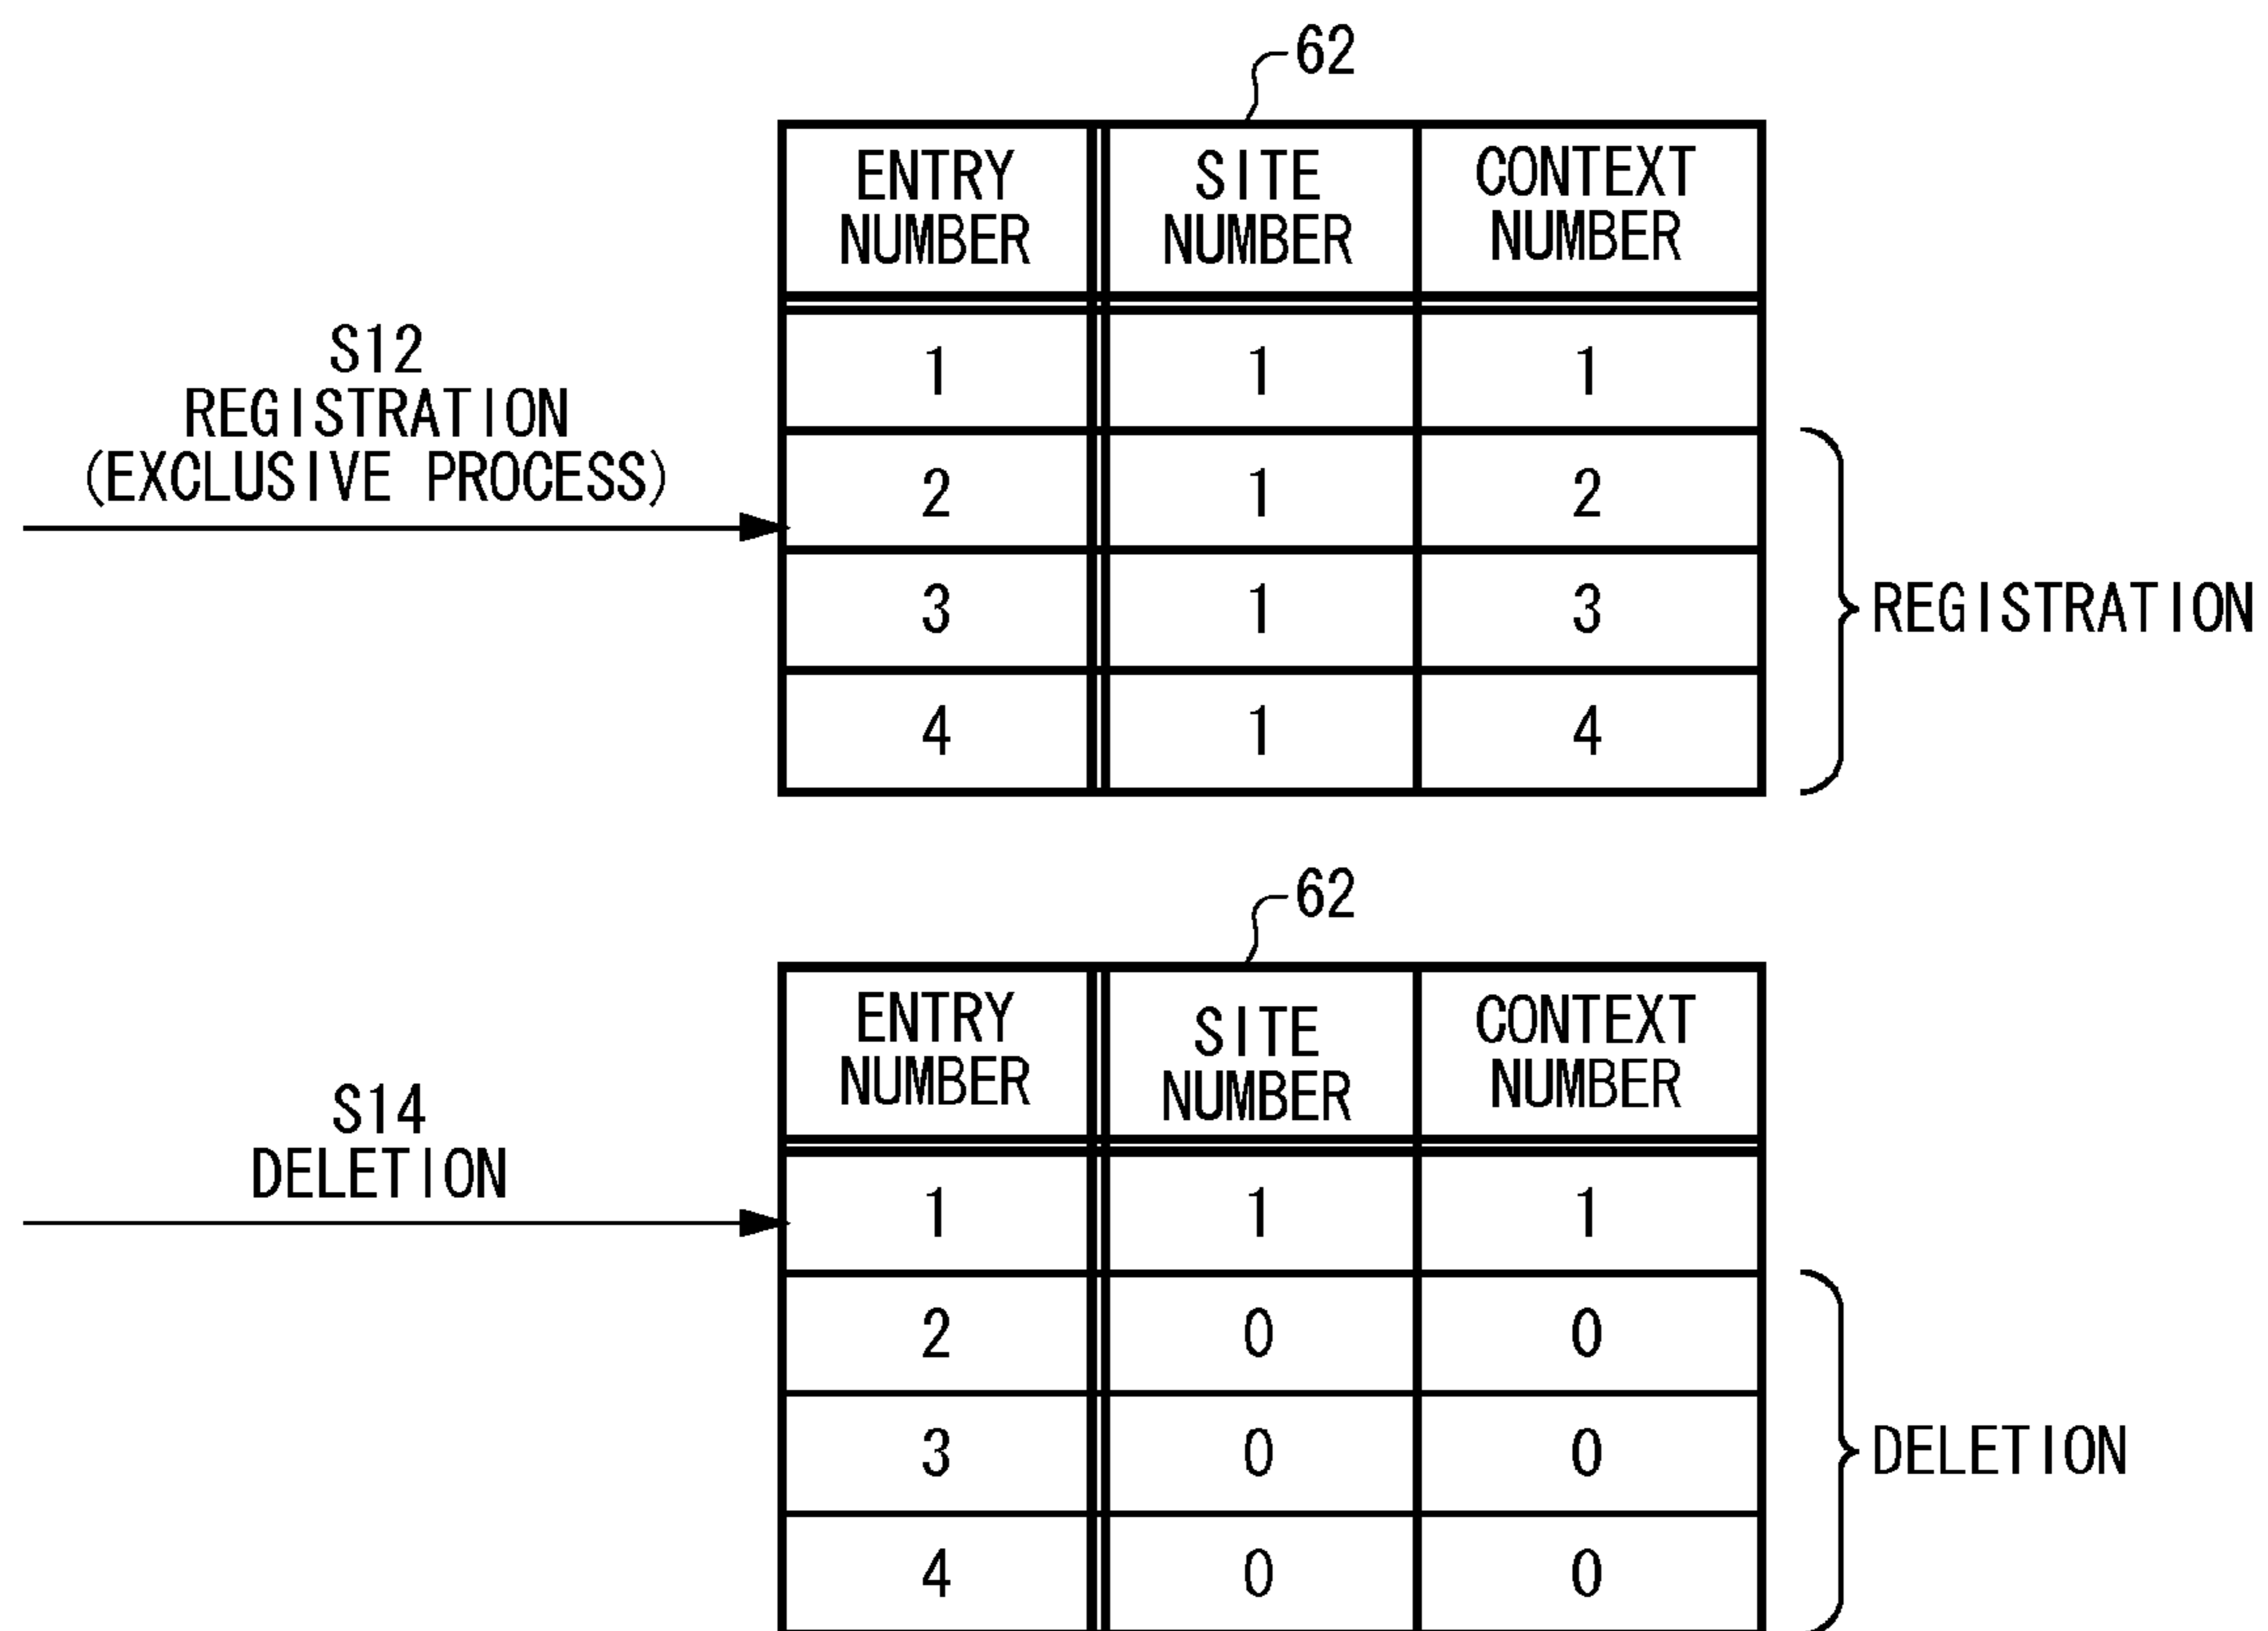 62
ENTRY NUMBER SITE NUMBER CONTEXT NUMBER
1 1 1
2 1 2
3 1 3
4 1 4
S12
REGISTRATION
(EXCLUSIVE PROCESS)
REGISTRATION
62
ENTRY NUMBER SITE NUMBER CONTEXT NUMBER
1 1 1
2 0 0
3 0 0
4 0 0
S14
DELETION
DELETION